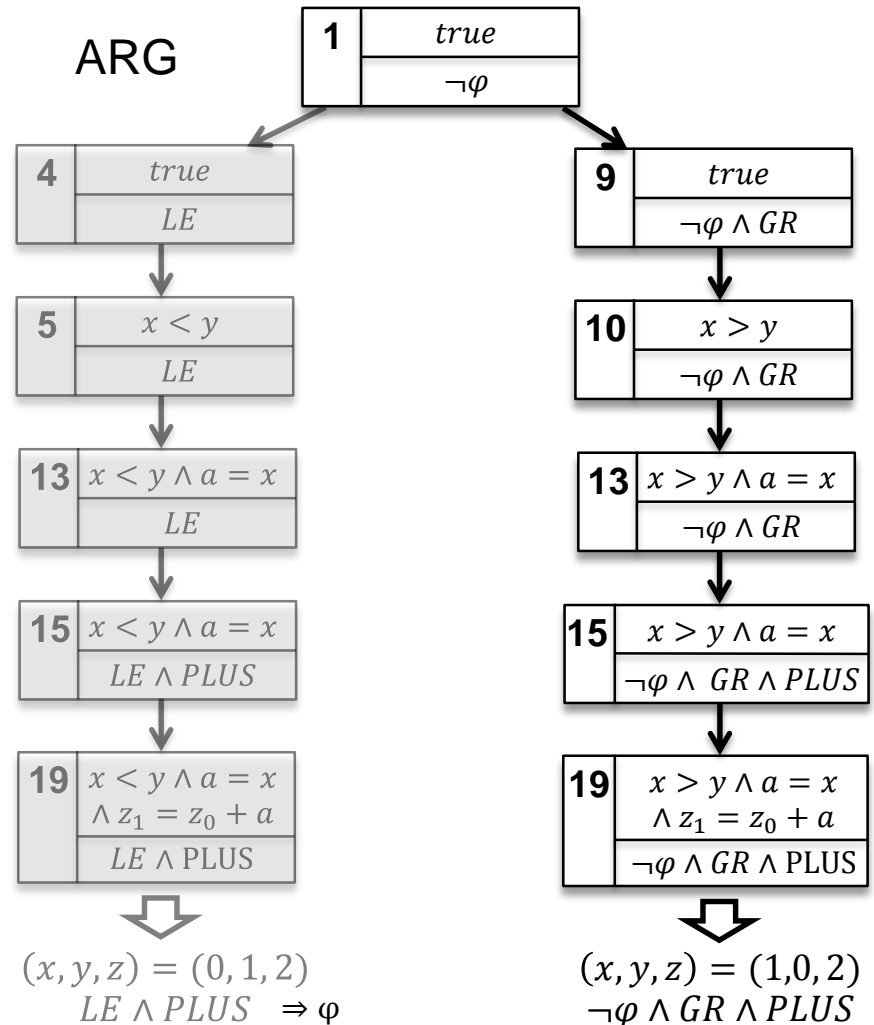 ARG
1 true
¬φ
4 true
LE
5 x < y
LE
13 x < y ∧ a = x
LE
15 x < y ∧ a = x
LE ∧ PLUS
19 x < y ∧ a = x
∧ z₁ = z₀ + a
LE ∧ PLUS
(x, y, z) = (0, 1, 2)
LE ∧ PLUS ⇒ φ
9 true
¬φ ∧ GR
10 x > y
¬φ ∧ GR
13 x > y ∧ a = x
¬φ ∧ GR
15 x > y ∧ a = x
¬φ ∧ GR ∧ PLUS
19 x > y ∧ a = x
∧ z₁ = z₀ + a
¬φ ∧ GR ∧ PLUS
(x, y, z) = (1,0, 2)
¬φ ∧ GR ∧ PLUS